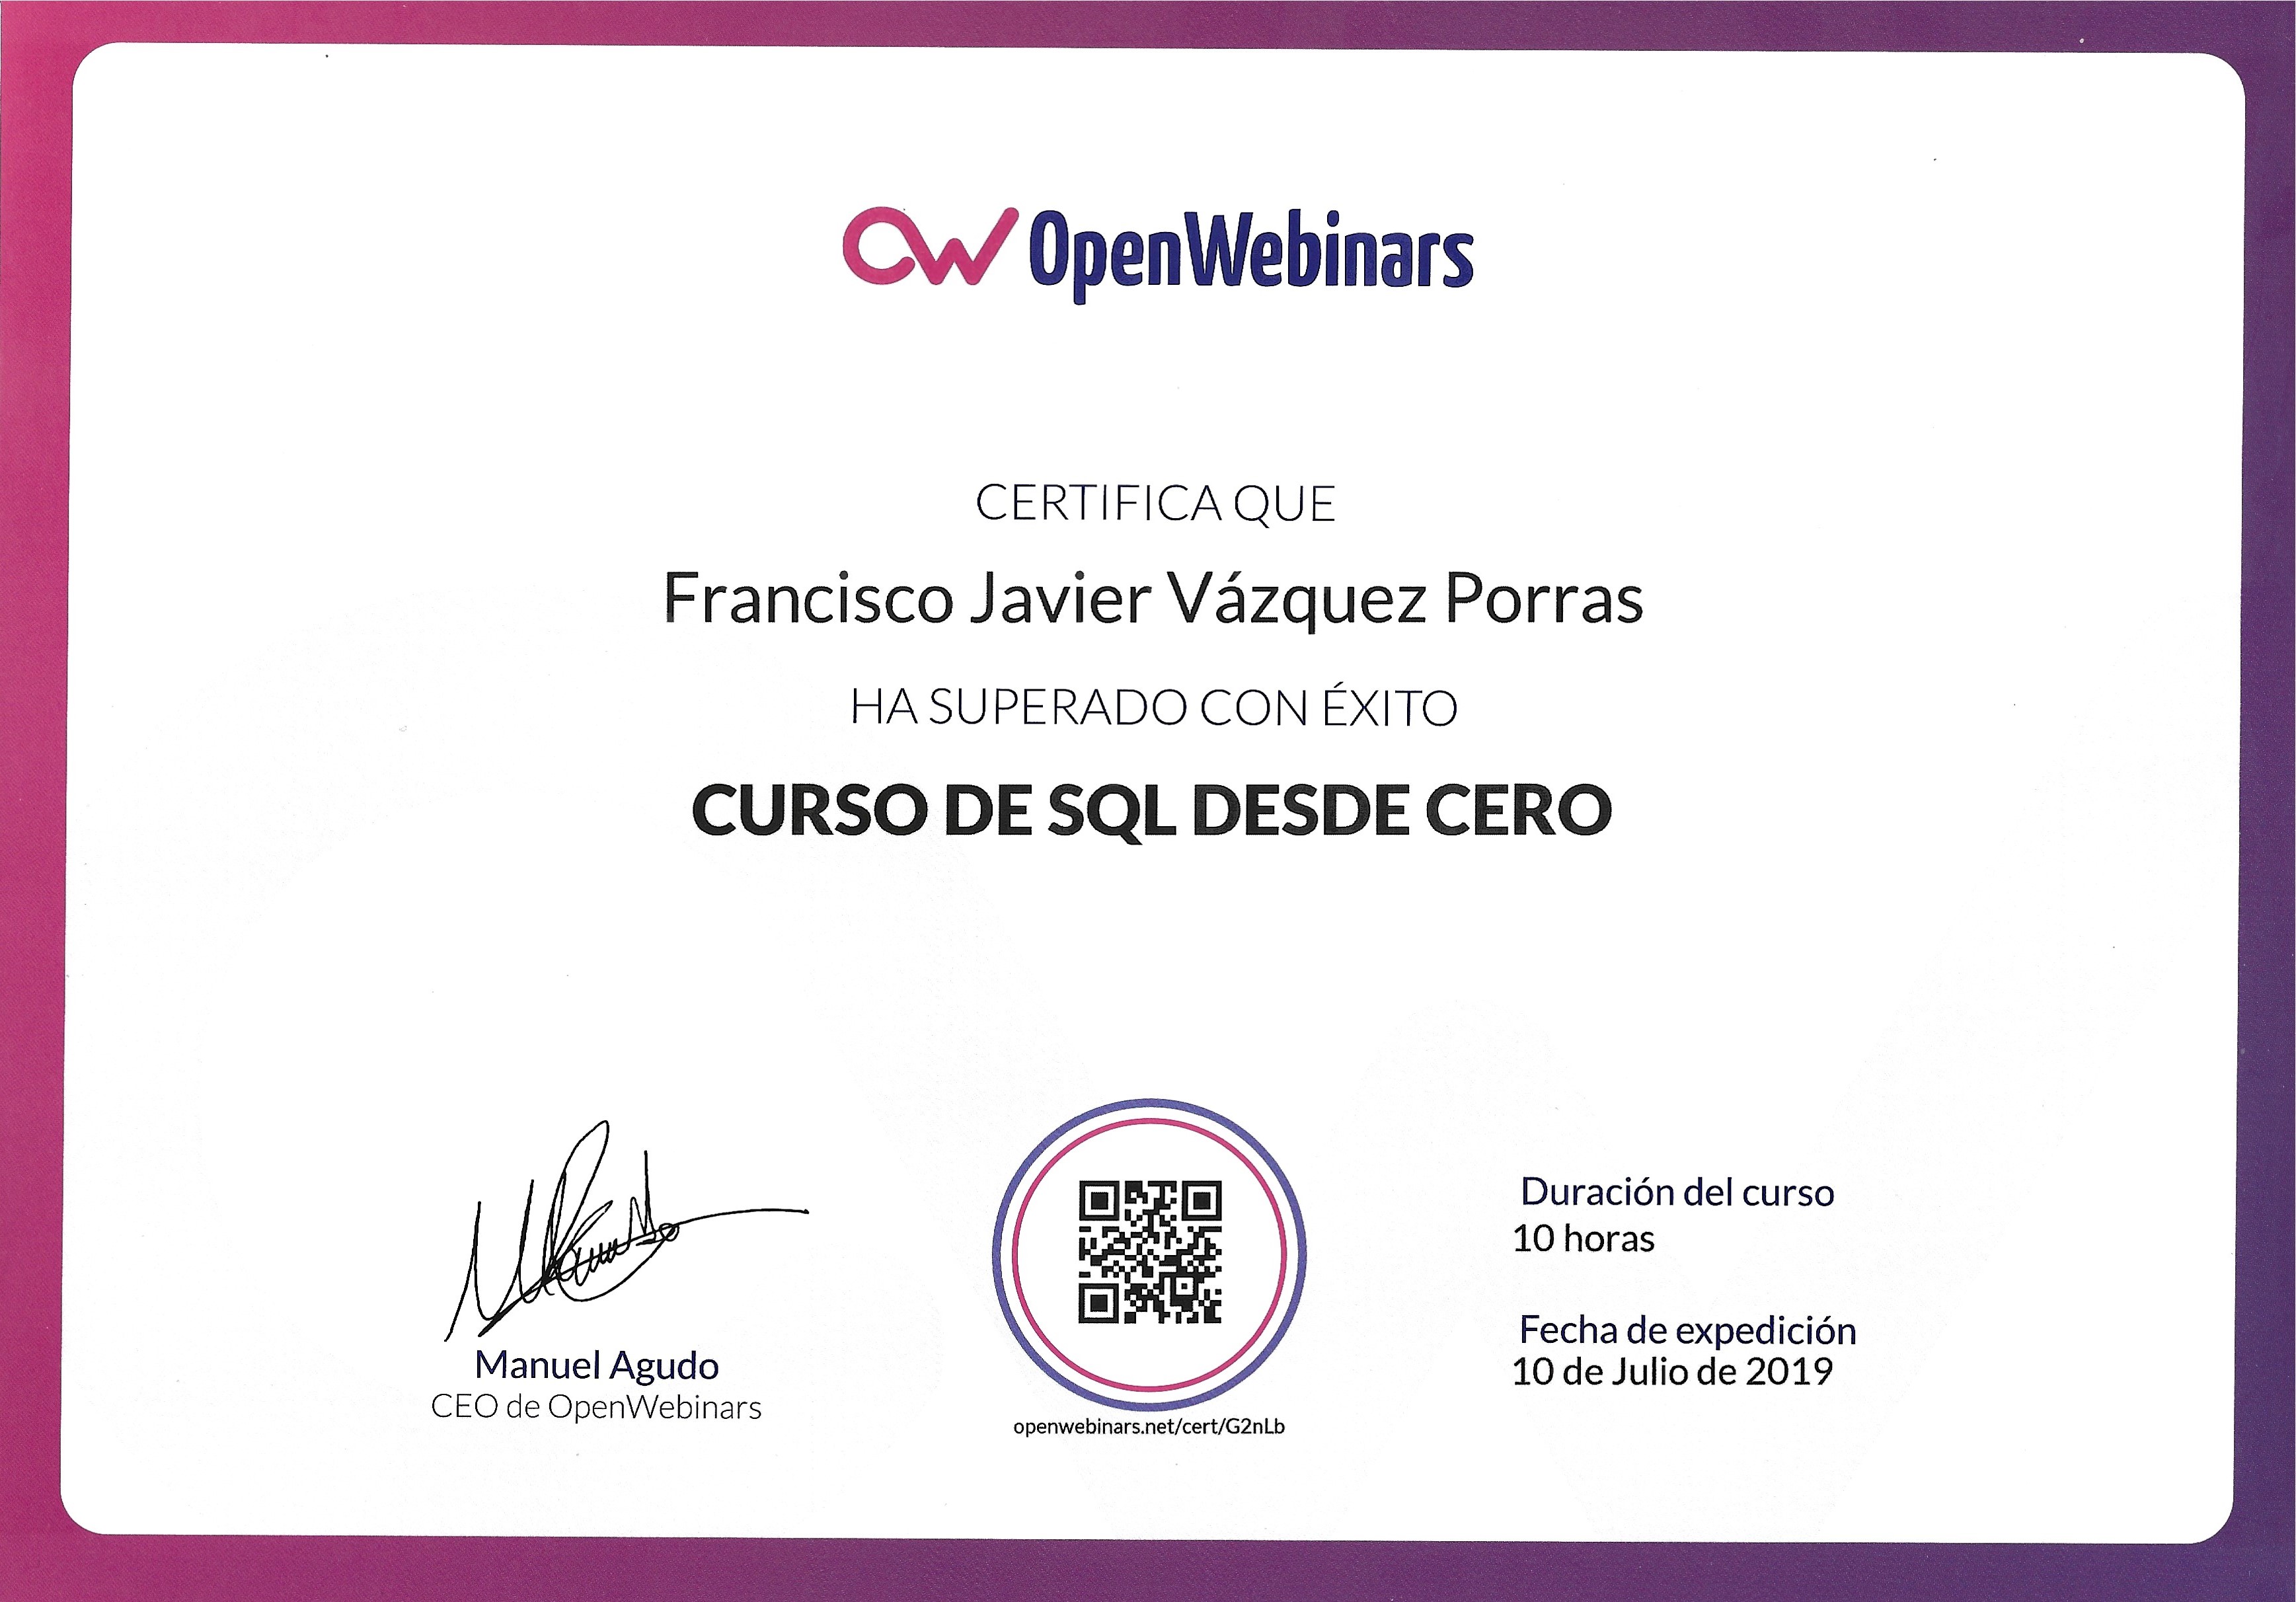 OpenWebinars
CERTIFICA QUE
Francisco Javier Vázquez Porras
HA SUPERADO CON ÉXITO
CURSO DE SQL DESDE CERO
Manuel Agudo
CEO de OpenWebinars
openwebinars.net/cert/G2nLb
Duración del curso
10 horas
Fecha de expedición
10 de Julio de 2019